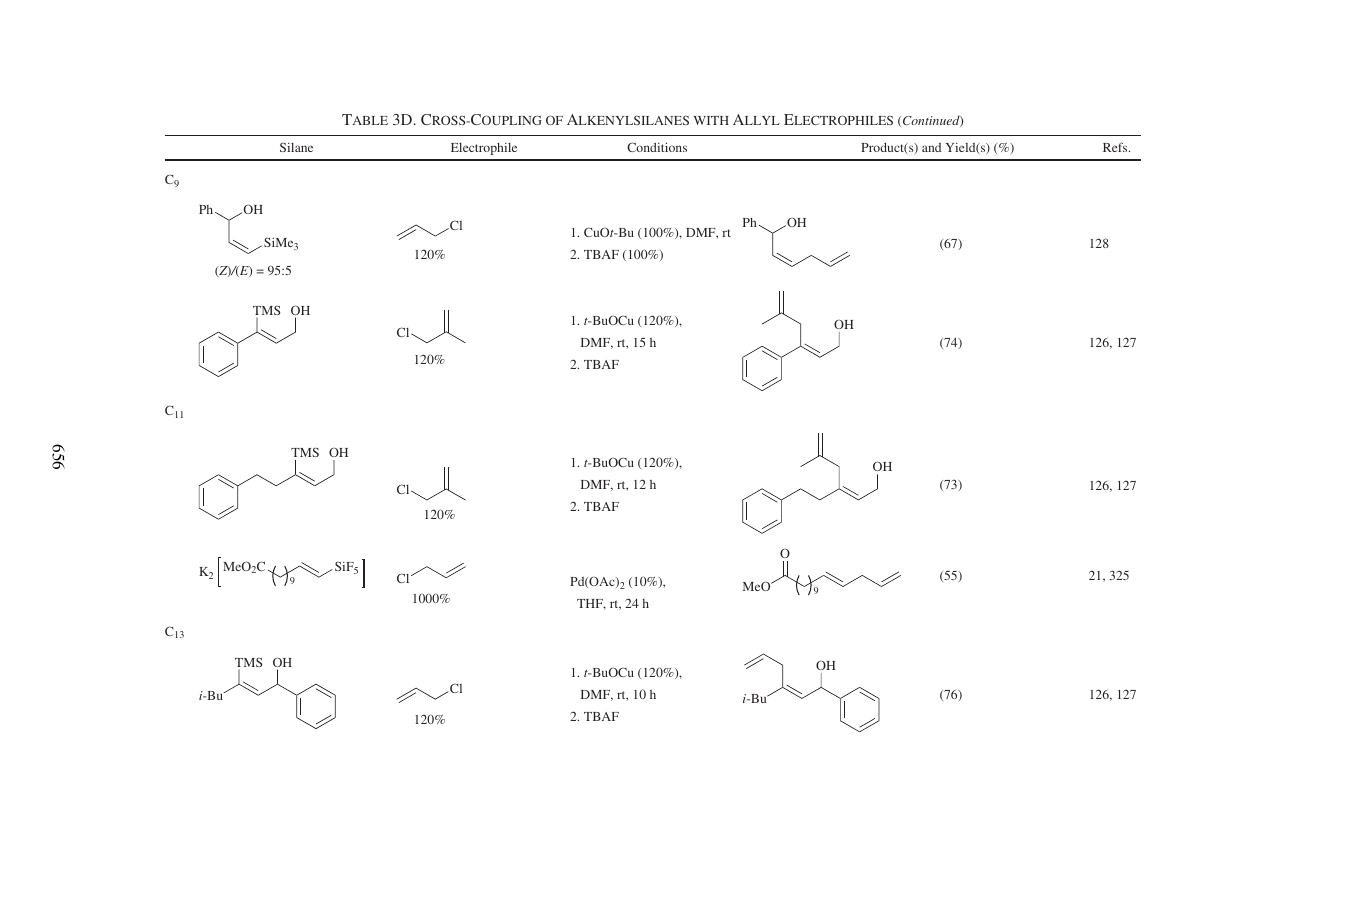 TABLE 3D. CROSS-COUPLING OF ALKENYLSILANES WITH ALLYL ELECTROPHILES (Continued)
Silane Electrophile Conditions Product(s) and Yield(s) (%) Refs.
C9
Ph OH
SiMe3
(Z)/(E) = 95:5
Cl
120%
1. CuOt-Bu (100%), DMF, rt
2. TBAF (100%)
Ph OH
(67)
128
TMS OH
Cl
120%
1. t-BuOCu (120%),
DMF, rt, 15 h
2. TBAF
OH
(74)
126, 127
C11
TMS OH
Cl
120%
1. t-BuOCu (120%),
DMF, rt, 12 h
2. TBAF
OH
(73)
126, 127
K2 [ MeO2C ( )9 SiF5 ]
Cl
1000%
Pd(OAc)2 (10%),
THF, rt, 24 h
O
MeO ( )9
(55)
21, 325
C13
TMS OH
i-Bu
Cl
120%
1. t-BuOCu (120%),
DMF, rt, 10 h
2. TBAF
OH
i-Bu
(76)
126, 127
656